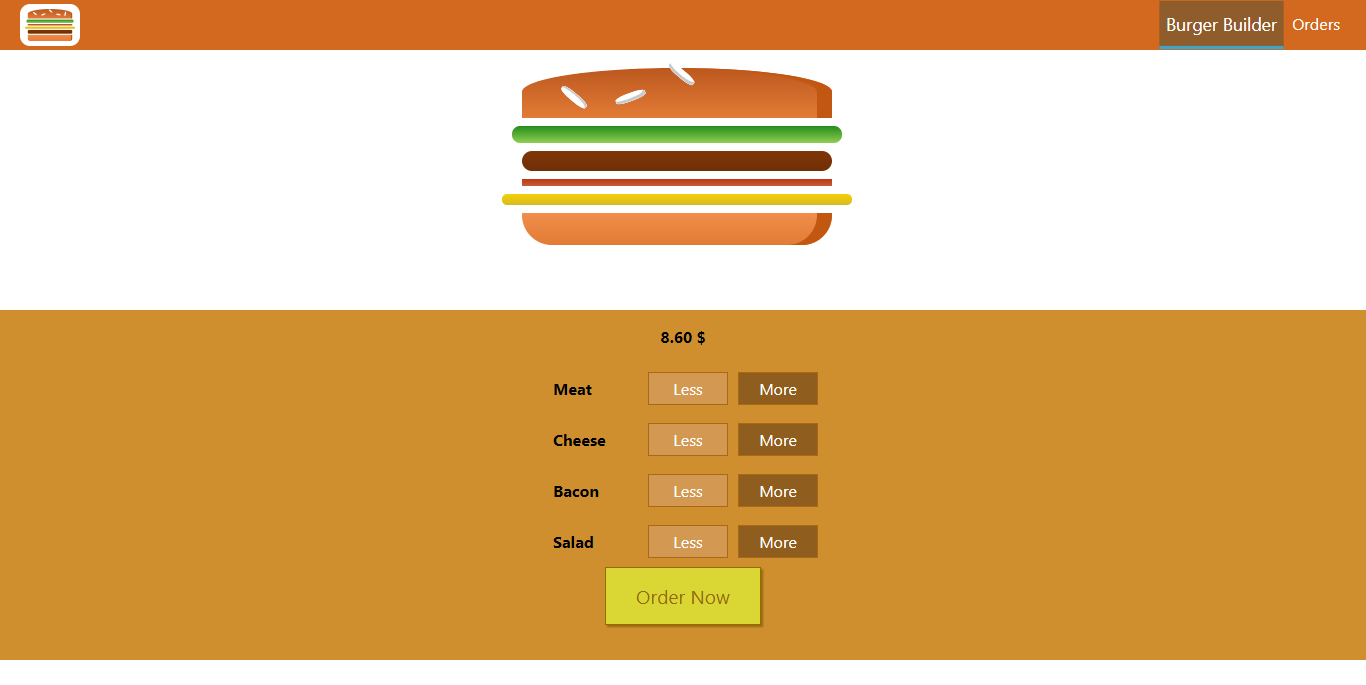 Burger Builder Orders
8.60 $
Meat Less More
Cheese Less More
Bacon Less More
Salad Less More
Order Now